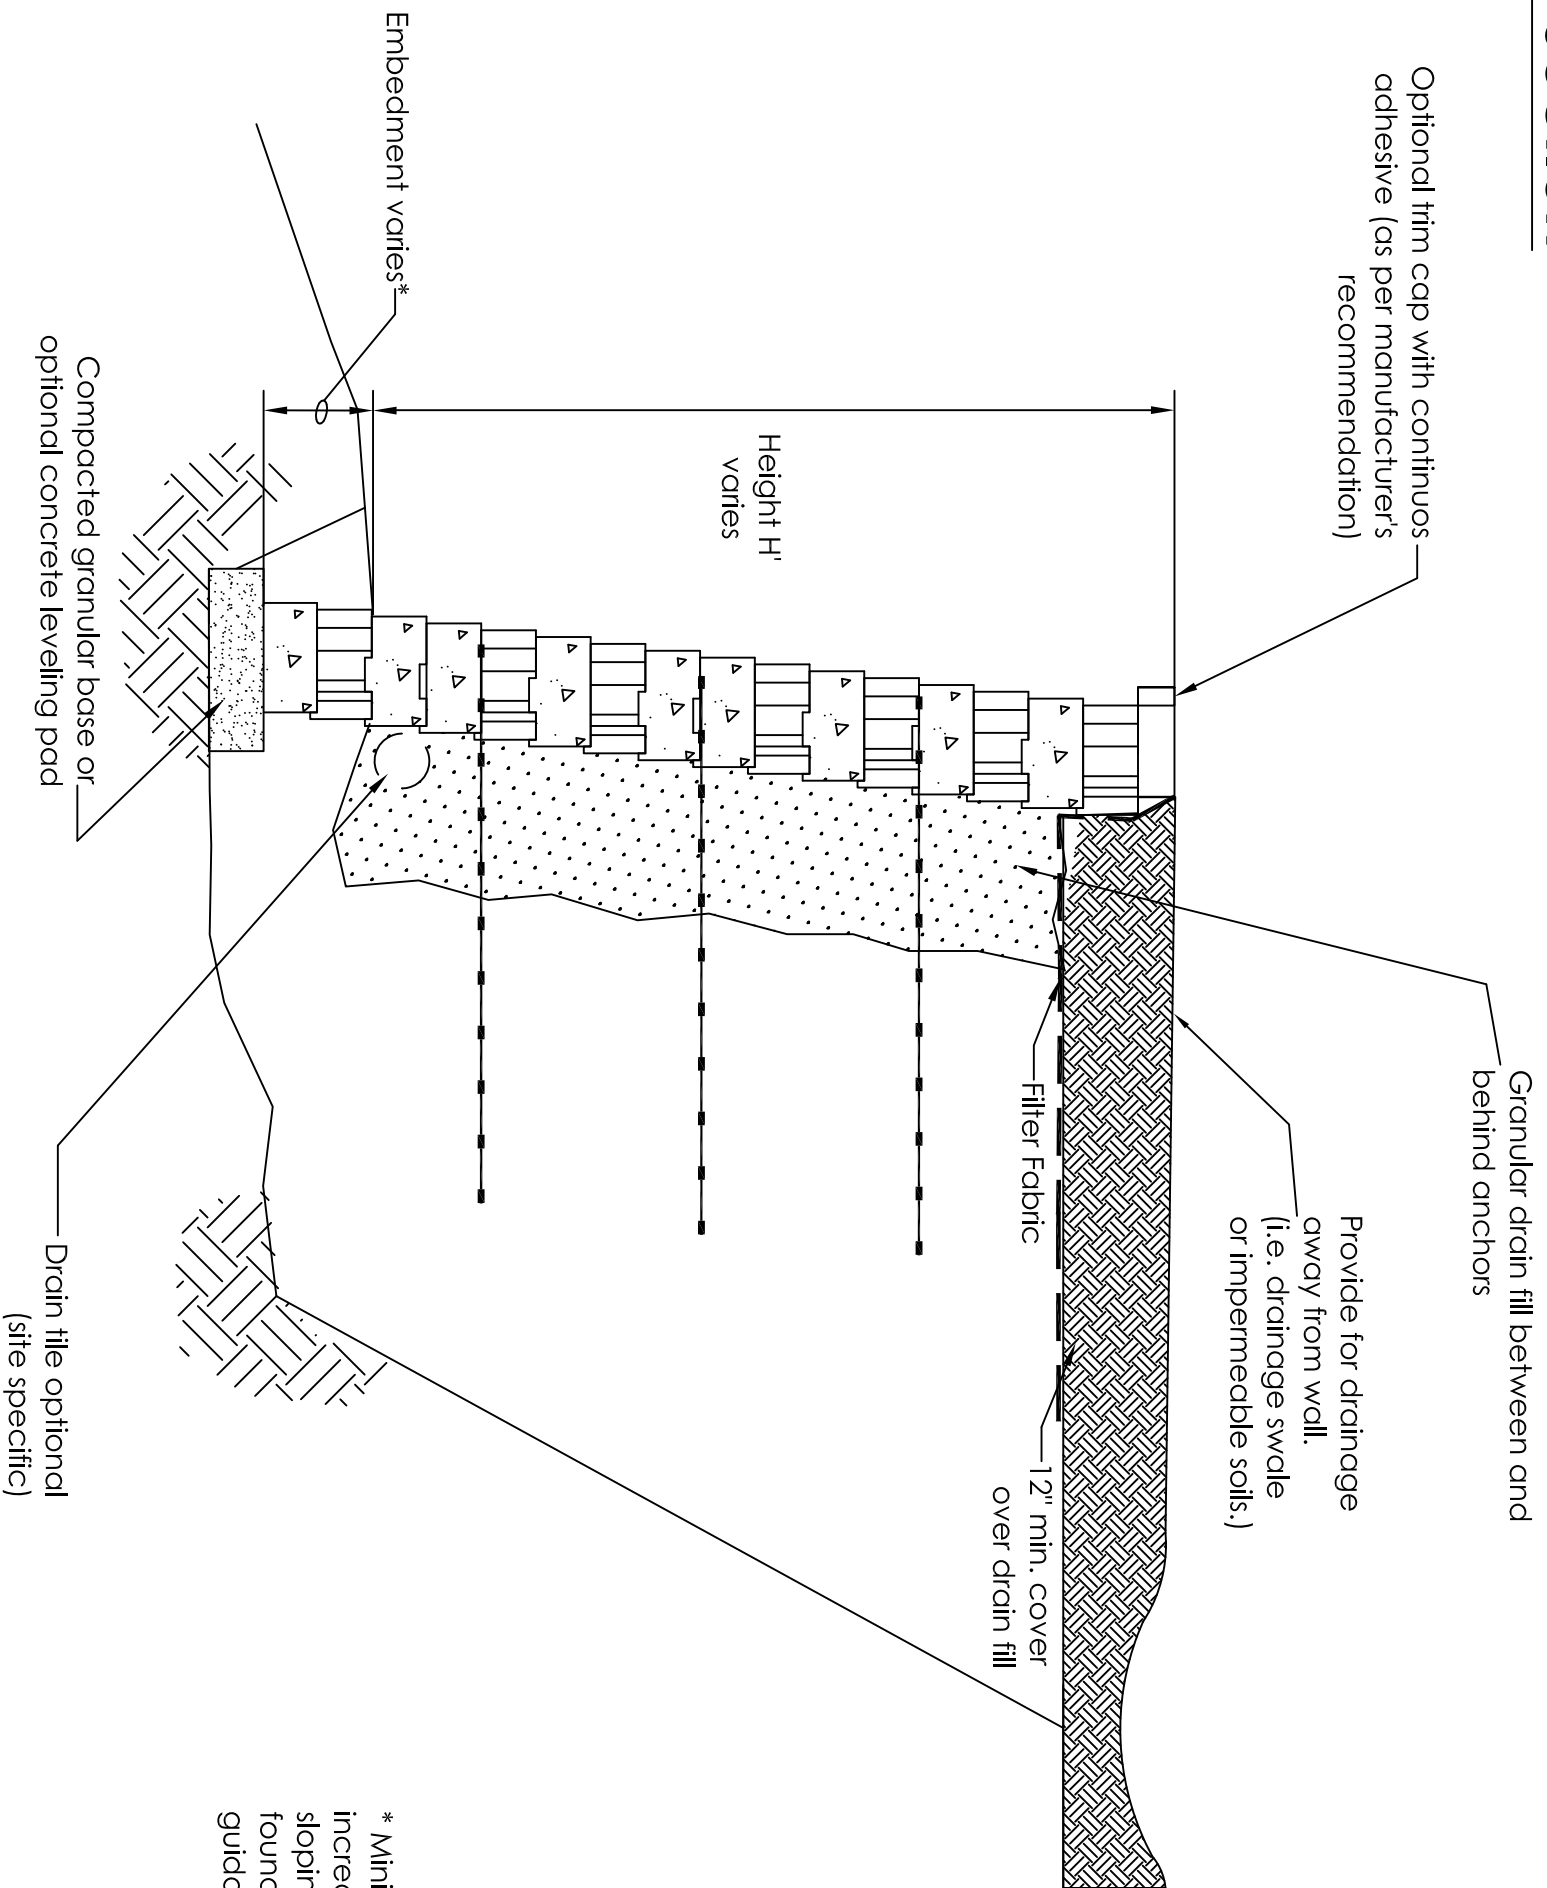 Optional trim cap with continuos
adhesive (as per manufacturer's
recommendation)
Granular drain fill between and
behind anchors
Provide for drainage
away from wall.
(i.e. drainage swale
or impermeable soils.)
Height H'
varies
Filter Fabric
12" min. cover
over drain fill
Embedment varies*
Compacted granular base or
optional concrete leveling pad
Drain tile optional
(site specific)
* Mini